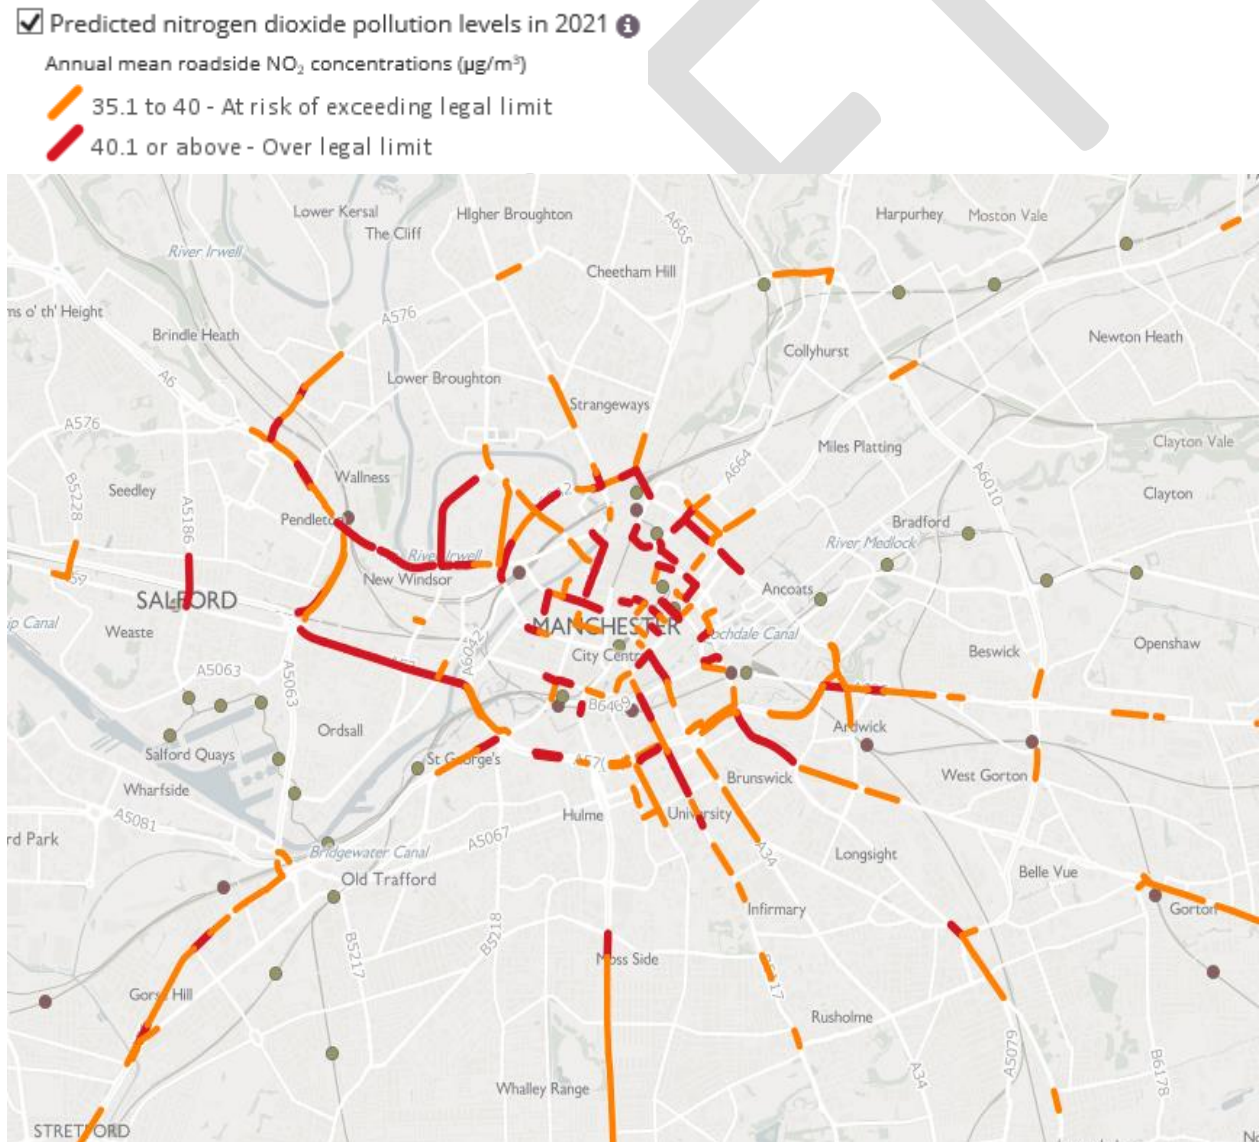 Predicted nitrogen dioxide pollution levels in 2021
Annual mean roadside NO₂ concentrations (µg/m³)
35.1 to 40 - At risk of exceeding legal limit
40.1 or above - Over legal limit
Lower Kersal
HIgher Broughton
A665
Harpurhey
Moston Vale
The Cliff
River Irwell
Cheetham Hill
ms o' th' Height
A576
Brindle Heath
Newton Heath
Collyhurst
A6
Lower Broughton
Strangeways
A576
Clayton Vale
Miles Platting
A664
Wallness
A6010
B5228
Seedley
A5186
Clayton
Pendleton
Bradford
River Medlock
River Irwell
New Windsor
Ancoats
SALFORD
p Canal
Weaste
MANCHESTER
Rochdale Canal
Openshaw
City Centre
Beswick
A6042
A5063
A5063
B6469
Ordsall
Ardwick
Salford Quays
St George's
Brunswick
West Gorton
Wharfside
Hulme
University
A5081
rd Park
A5067
A34
Bridgewater Canal
Longsight
Belle Vue
Old Trafford
Infirmary
Gorton
B5218
B5217
Moss Side
Gorse Hill
Rusholme
A5079
B6178
A34
Whalley Range
STRETFORD